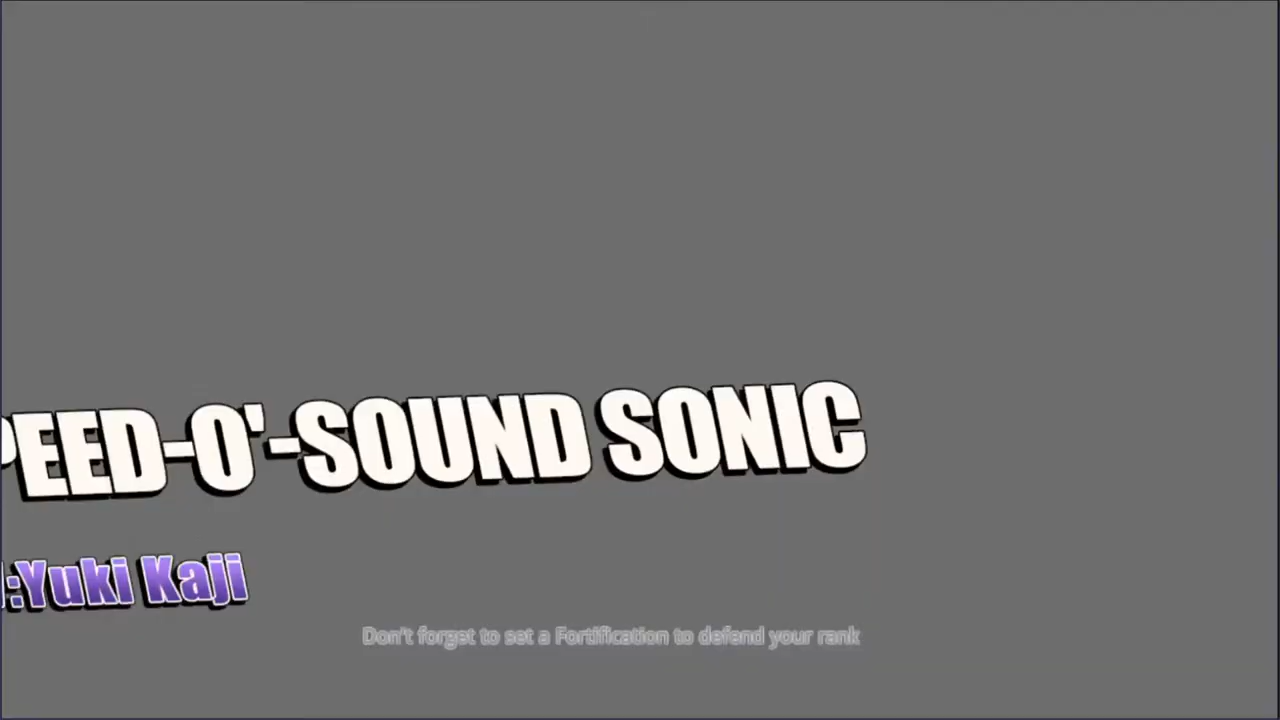 PEED-O'-SOUND SONIC
:Yuki Kaji
Don't forget to set a Fortification to defend your rank